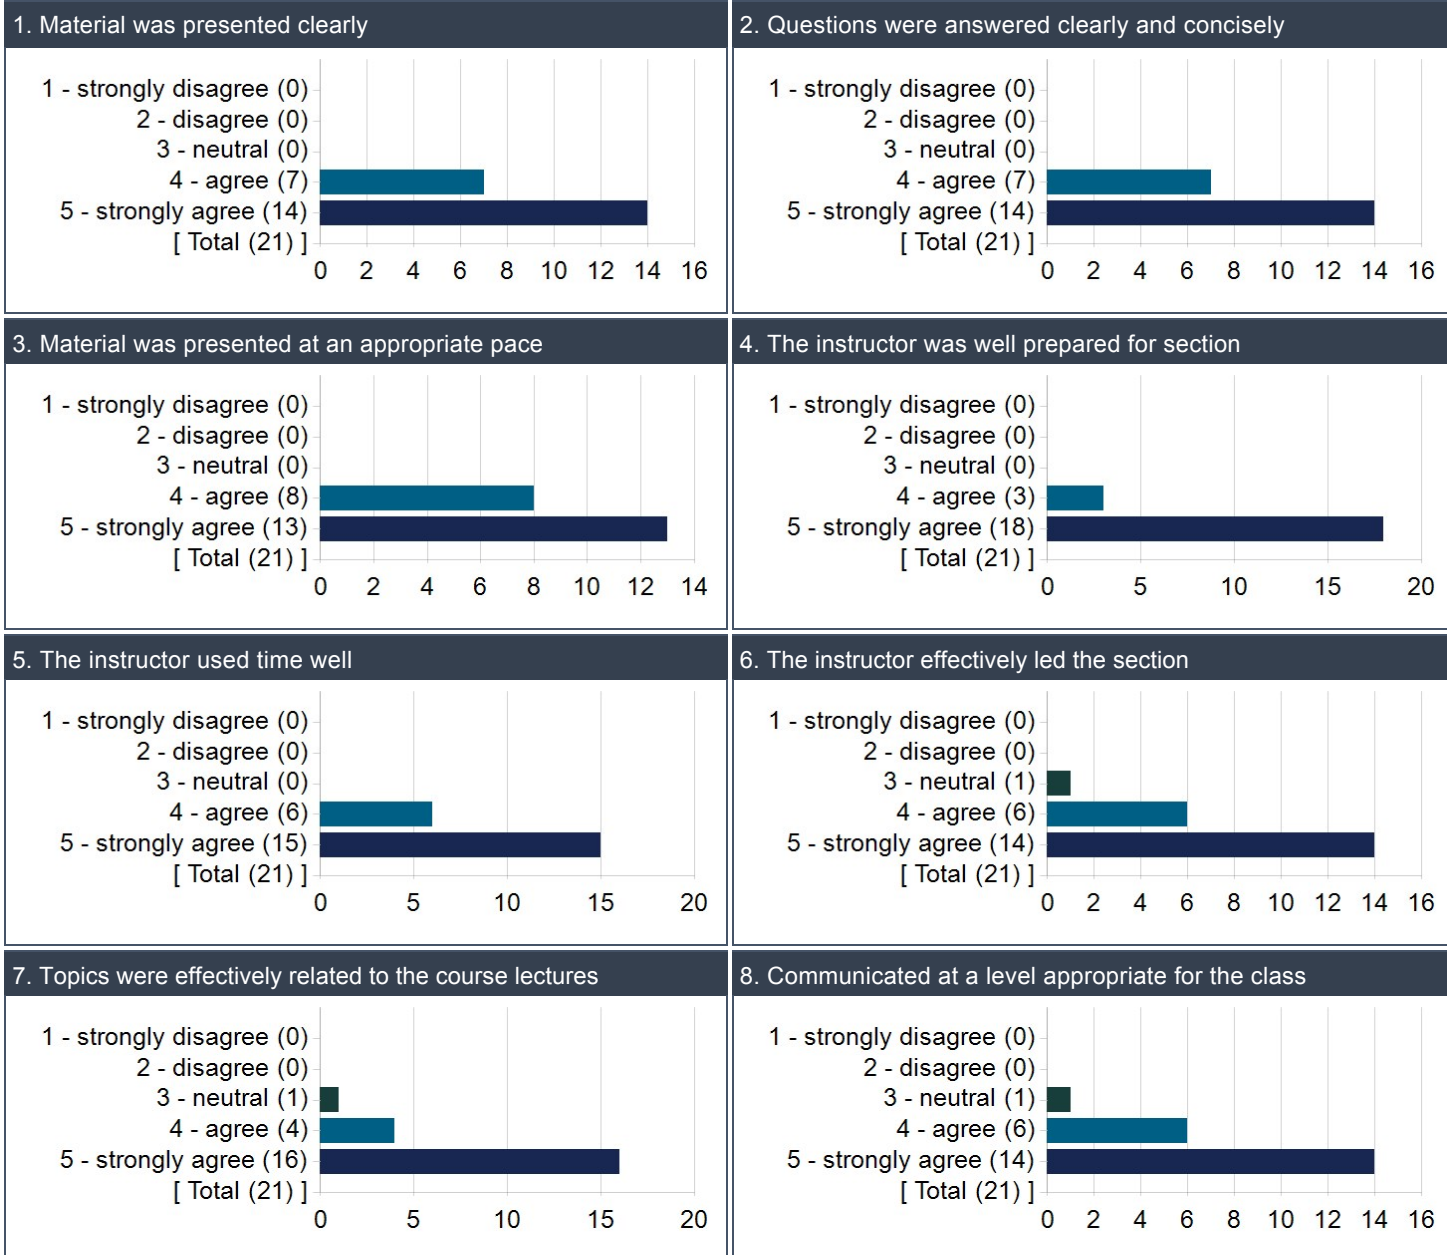 1. Material was presented clearly
1 - strongly disagree (0)
2 - disagree (0)
3 - neutral (0)
4 - agree (7)
5 - strongly agree (14)
[ Total (21) ]
0 2 4 6 8 10 12 14 16
2. Questions were answered clearly and concisely
1 - strongly disagree (0)
2 - disagree (0)
3 - neutral (0)
4 - agree (7)
5 - strongly agree (14)
[ Total (21) ]
0 2 4 6 8 10 12 14 16
3. Material was presented at an appropriate pace
1 - strongly disagree (0)
2 - disagree (0)
3 - neutral (0)
4 - agree (8)
5 - strongly agree (13)
[ Total (21) ]
0 2 4 6 8 10 12 14
4. The instructor was well prepared for section
1 - strongly disagree (0)
2 - disagree (0)
3 - neutral (0)
4 - agree (3)
5 - strongly agree (18)
[ Total (21) ]
0 5 10 15 20
5. The instructor used time well
1 - strongly disagree (0)
2 - disagree (0)
3 - neutral (0)
4 - agree (6)
5 - strongly agree (15)
[ Total (21) ]
0 5 10 15 20
6. The instructor effectively led the section
1 - strongly disagree (0)
2 - disagree (0)
3 - neutral (1)
4 - agree (6)
5 - strongly agree (14)
[ Total (21) ]
0 2 4 6 8 10 12 14 16
7. Topics were effectively related to the course lectures
1 - strongly disagree (0)
2 - disagree (0)
3 - neutral (1)
4 - agree (4)
5 - strongly agree (16)
[ Total (21) ]
0 5 10 15 20
8. Communicated at a level appropriate for the class
1 - strongly disagree (0)
2 - disagree (0)
3 - neutral (1)
4 - agree (6)
5 - strongly agree (14)
[ Total (21) ]
0 2 4 6 8 10 12 14 16